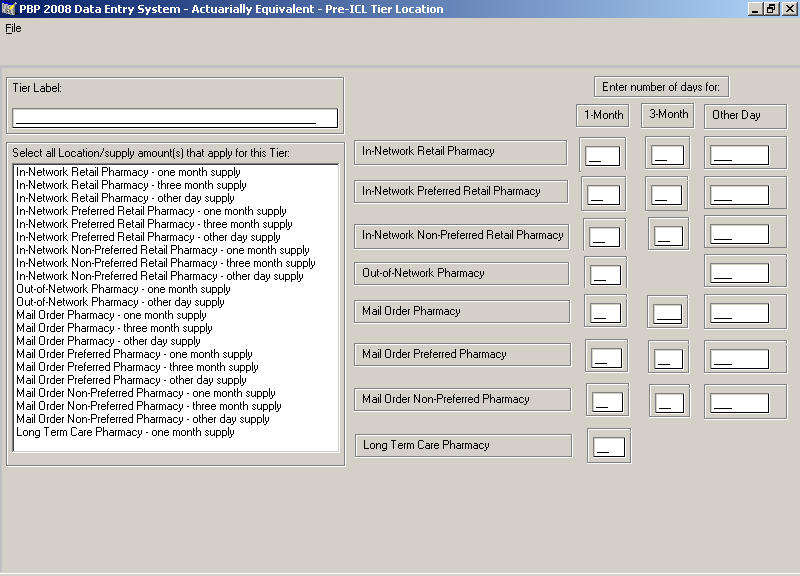 PBP 2008 Data Entry System - Actuarially Equivalent - Pre-ICL Tier Location
File
Tier Label:
Enter number of days for:
1-Month
3-Month
Other Day
Select all Location/supply amount(s) that apply for this Tier:
In-Network Retail Pharmacy - one month supply
In-Network Retail Pharmacy - three month supply
In-Network Retail Pharmacy - other day supply
In-Network Preferred Retail Pharmacy - one month supply
In-Network Preferred Retail Pharmacy - three month supply
In-Network Preferred Retail Pharmacy - other day supply
In-Network Non-Preferred Retail Pharmacy - one month supply
In-Network Non-Preferred Retail Pharmacy - three month supply
In-Network Non-Preferred Retail Pharmacy - other day supply
Out-of-Network Pharmacy - one month supply
Out-of-Network Pharmacy - other day supply
Mail Order Pharmacy - one month supply
Mail Order Pharmacy - three month supply
Mail Order Pharmacy - other day supply
Mail Order Preferred Pharmacy - one month supply
Mail Order Preferred Pharmacy - three month supply
Mail Order Preferred Pharmacy - other day supply
Mail Order Non-Preferred Pharmacy - one month supply
Mail Order Non-Preferred Pharmacy - three month supply
Mail Order Non-Preferred Pharmacy - other day supply
Long Term Care Pharmacy - one month supply
In-Network Retail Pharmacy
In-Network Preferred Retail Pharmacy
In-Network Non-Preferred Retail Pharmacy
Out-of-Network Pharmacy
Mail Order Pharmacy
Mail Order Preferred Pharmacy
Mail Order Non-Preferred Pharmacy
Long Term Care Pharmacy